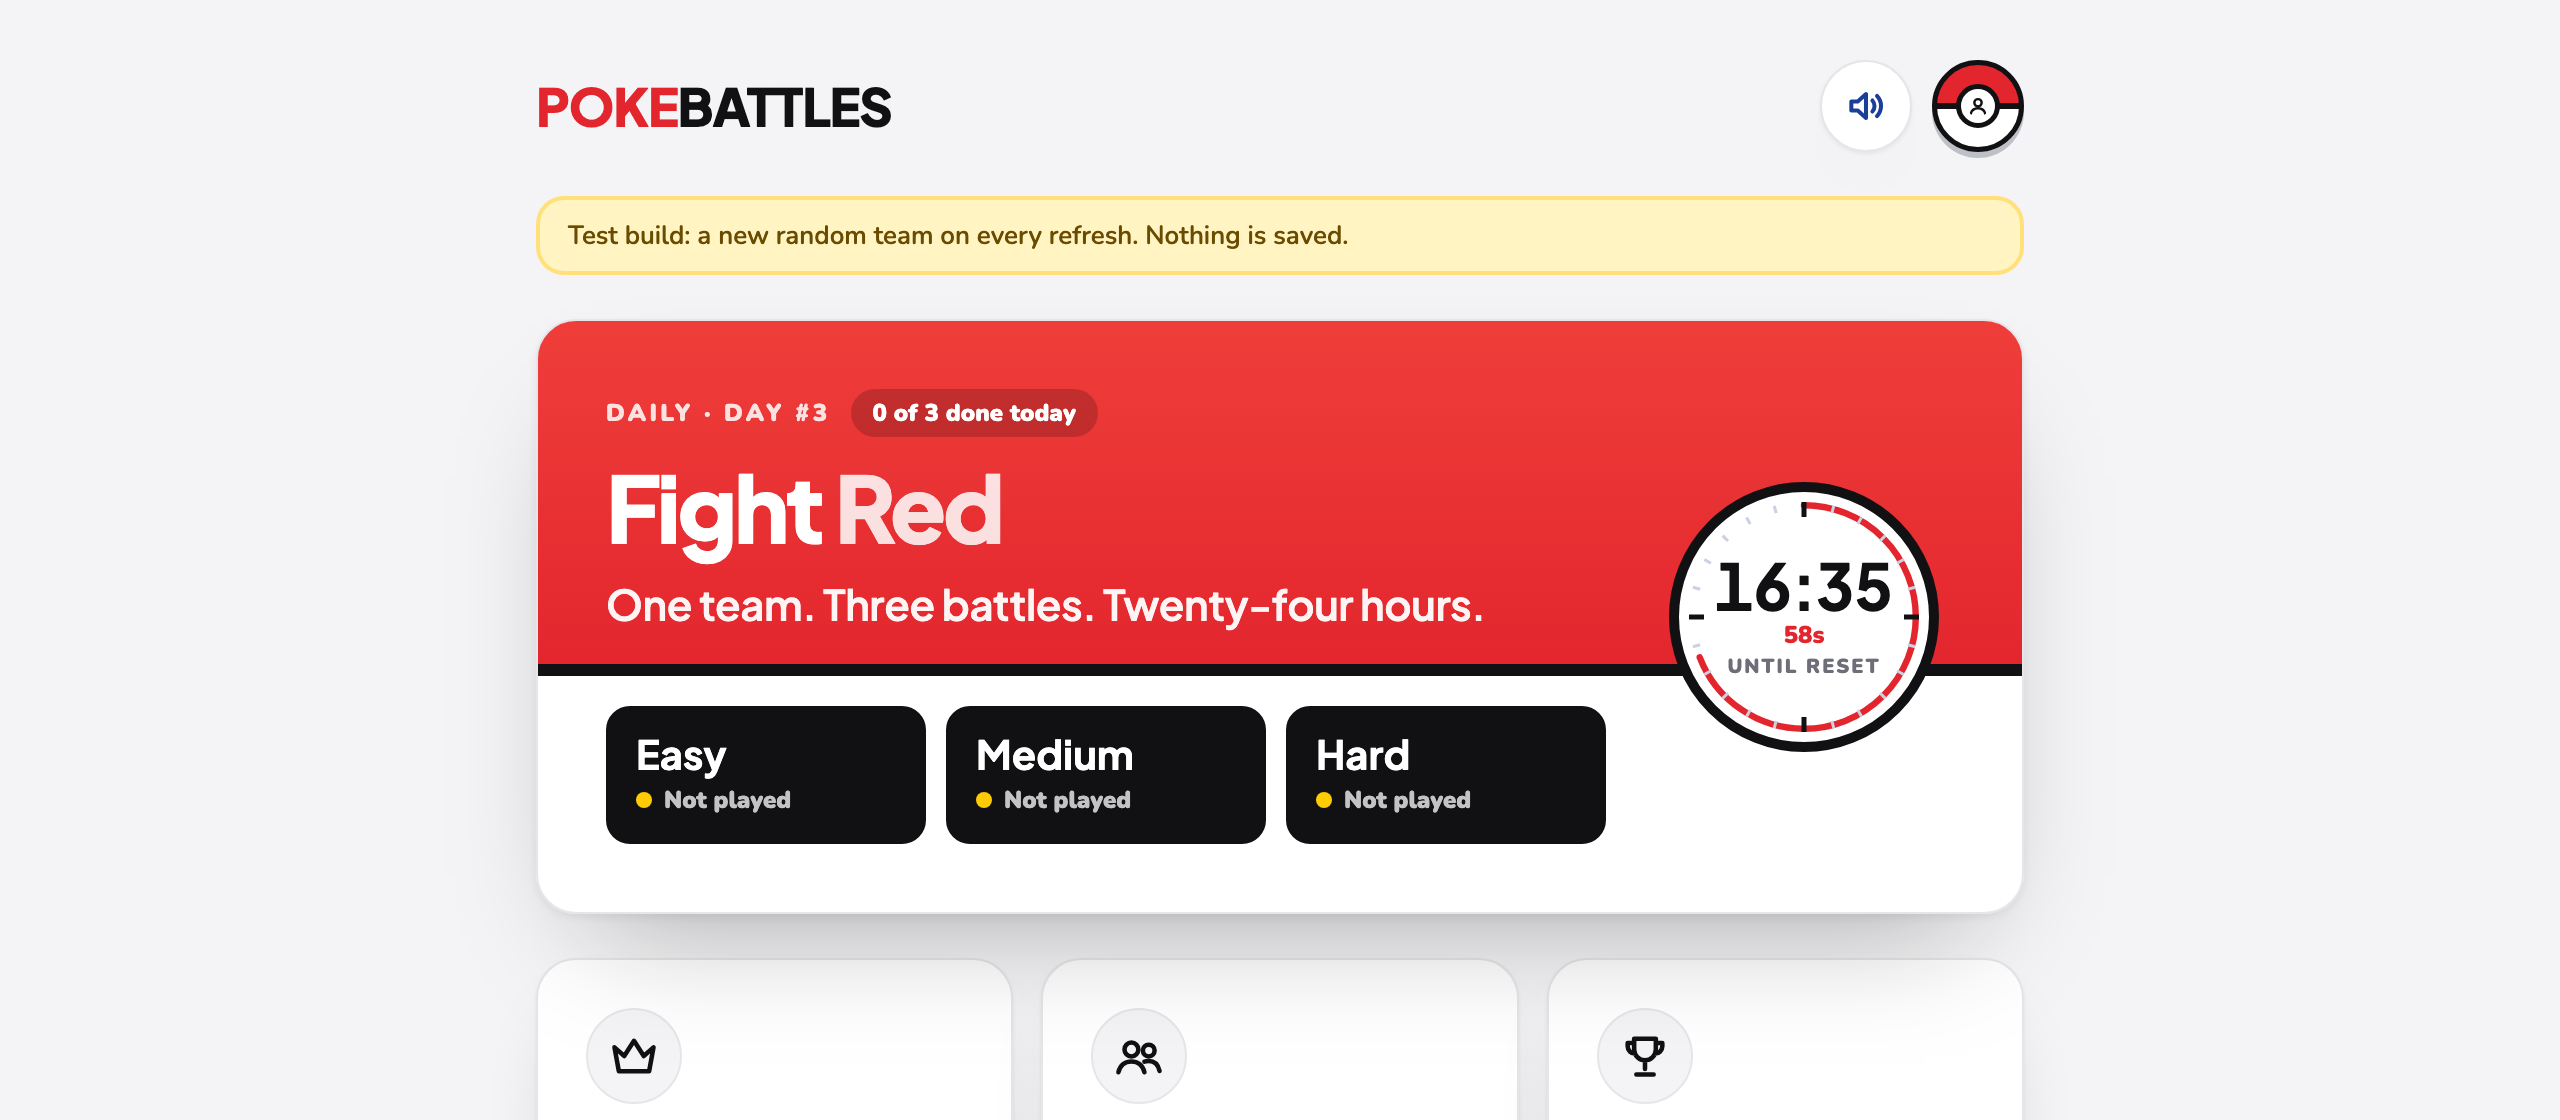 POKEBATTLES
Test build: a new random team on every refresh. Nothing is saved.
DAILY · DAY #3
0 of 3 done today
Fight Red
One team. Three battles. Twenty-four hours.
16:35
58s
UNTIL RESET
Easy
Not played
Medium
Not played
Hard
Not played